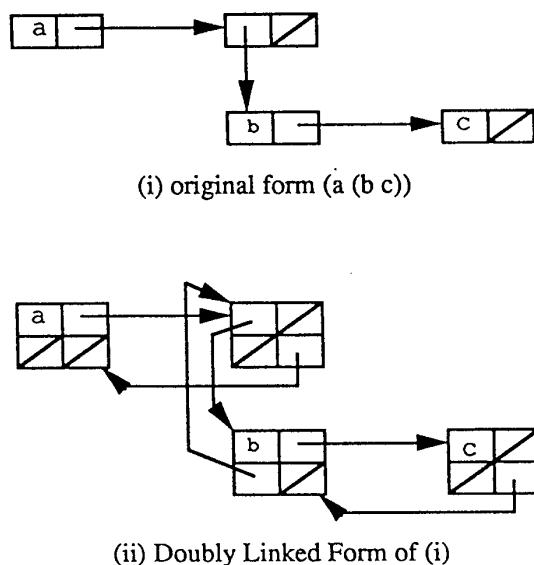 a
b
c
(i) original form (a (b c))
a
b
c
(ii) Doubly Linked Form of (i)